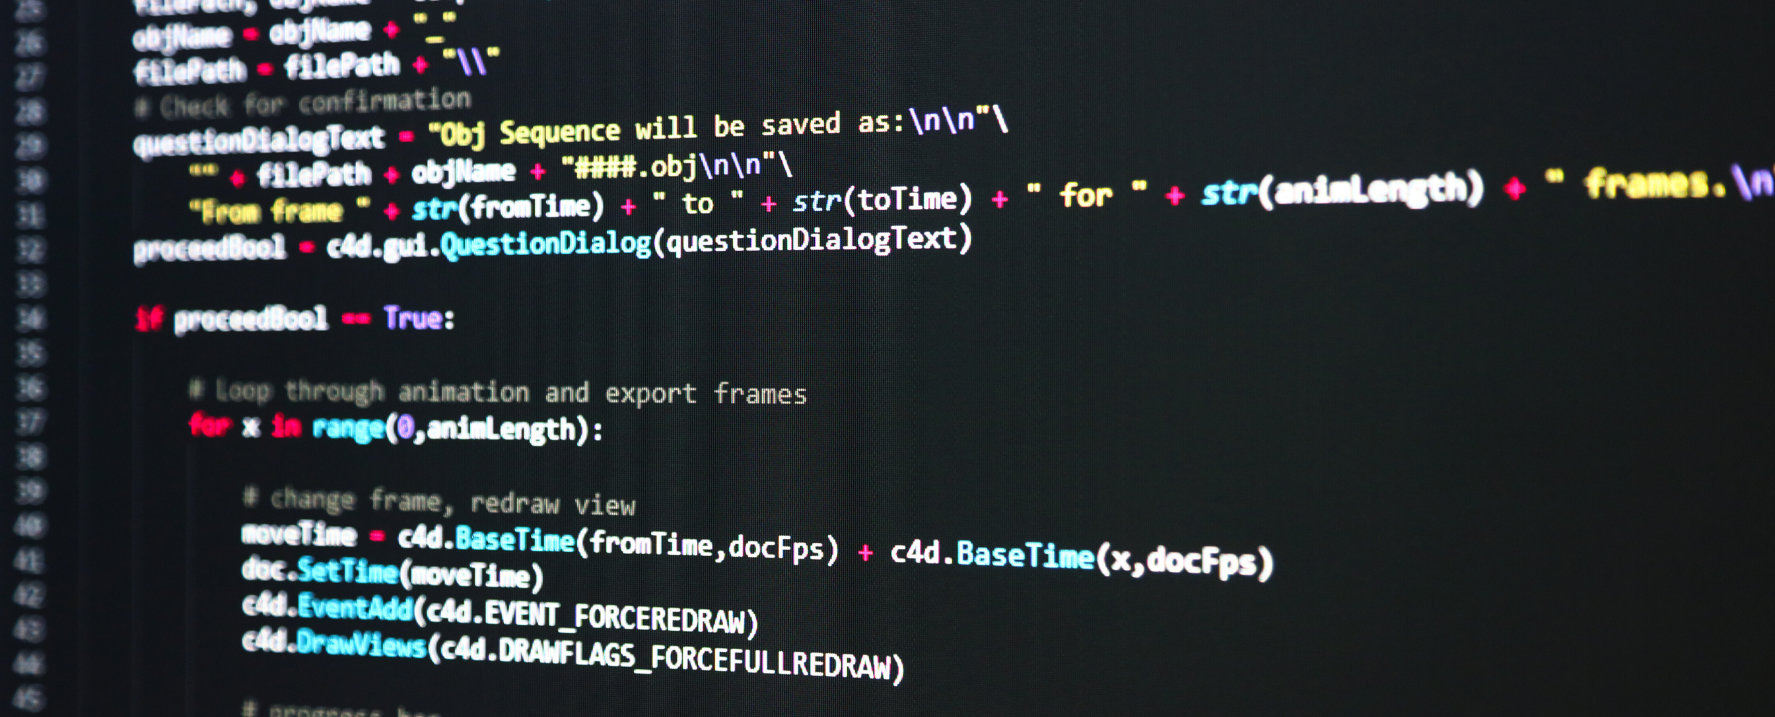 25 filePath, objName
26 objName = objName + "_"
27 filePath = filePath + "\\"
28 # Check for confirmation
29 questionDialogText = "Obj Sequence will be saved as:\n\n"\
30 "" + filePath + objName + "####.obj\n\n"\
31 "From frame " + str(fromTime) + " to " + str(toTime) + " for " + str(animLength) + " frames.\n
32 proceedBool = c4d.gui.QuestionDialog(questionDialogText)
33
34 if proceedBool == True:
35
36 # Loop through animation and export frames
37 for x in range(0,animLength):
38
39 # change frame, redraw view
40 moveTime = c4d.BaseTime(fromTime,docFps) + c4d.BaseTime(x,docFps)
41 doc.SetTime(moveTime)
42 c4d.EventAdd(c4d.EVENT_FORCEREDRAW)
43 c4d.DrawViews(c4d.DRAWFLAGS_FORCEFULLREDRAW)
44
45 # progress bar